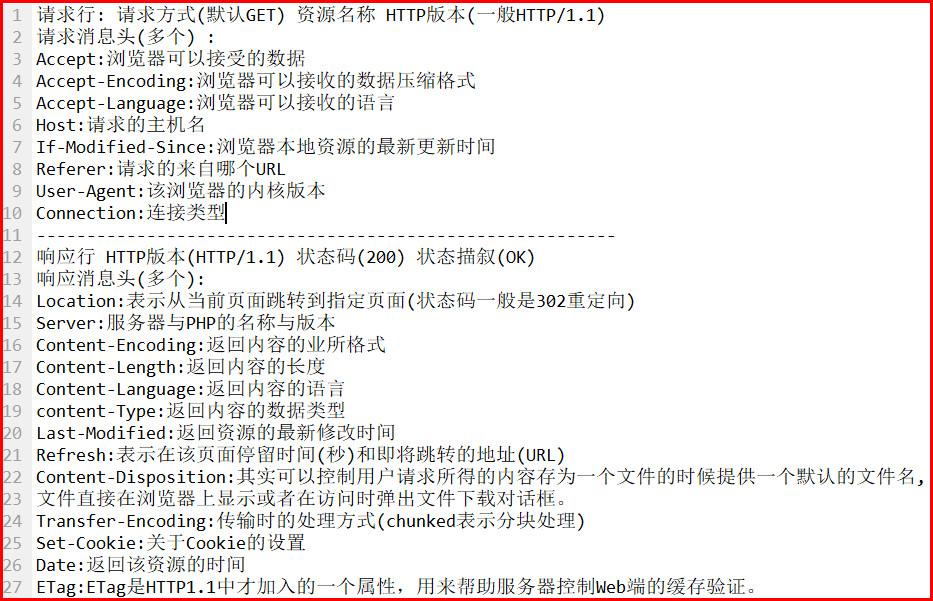 1 请求行: 请求方式(默认GET) 资源名称 HTTP版本(一般HTTP/1.1)
2 请求消息头(多个) :
3 Accept:浏览器可以接受的数据
4 Accept-Encoding:浏览器可以接收的数据压缩格式
5 Accept-Language:浏览器可以接收的语言
6 Host:请求的主机名
7 If-Modified-Since:浏览器本地资源的最新更新时间
8 Referer:请求的来自哪个URL
9 User-Agent:该浏览器的内核版本
10 Connection:连接类型
11 ----------------------------------------------------------
12 响应行 HTTP版本(HTTP/1.1) 状态码(200) 状态描叙(OK)
13 响应消息头(多个):
14 Location:表示从当前页面跳转到指定页面(状态码一般是302重定向)
15 Server:服务器与PHP的名称与版本
16 Content-Encoding:返回内容的业所格式
17 Content-Length:返回内容的长度
18 Content-Language:返回内容的语言
19 content-Type:返回内容的数据类型
20 Last-Modified:返回资源的最新修改时间
21 Refresh:表示在该页面停留时间(秒)和即将跳转的地址(URL)
22 Content-Disposition:其实可以控制用户请求所得的内容存为一个文件的时候提供一个默认的文件名,
23 文件直接在浏览器上显示或者在访问时弹出文件下载对话框。
24 Transfer-Encoding:传输时的处理方式(chunked表示分块处理)
25 Set-Cookie:关于Cookie的设置
26 Date:返回该资源的时间
27 ETag:ETag是HTTP1.1中才加入的一个属性，用来帮助服务器控制Web端的缓存验证。